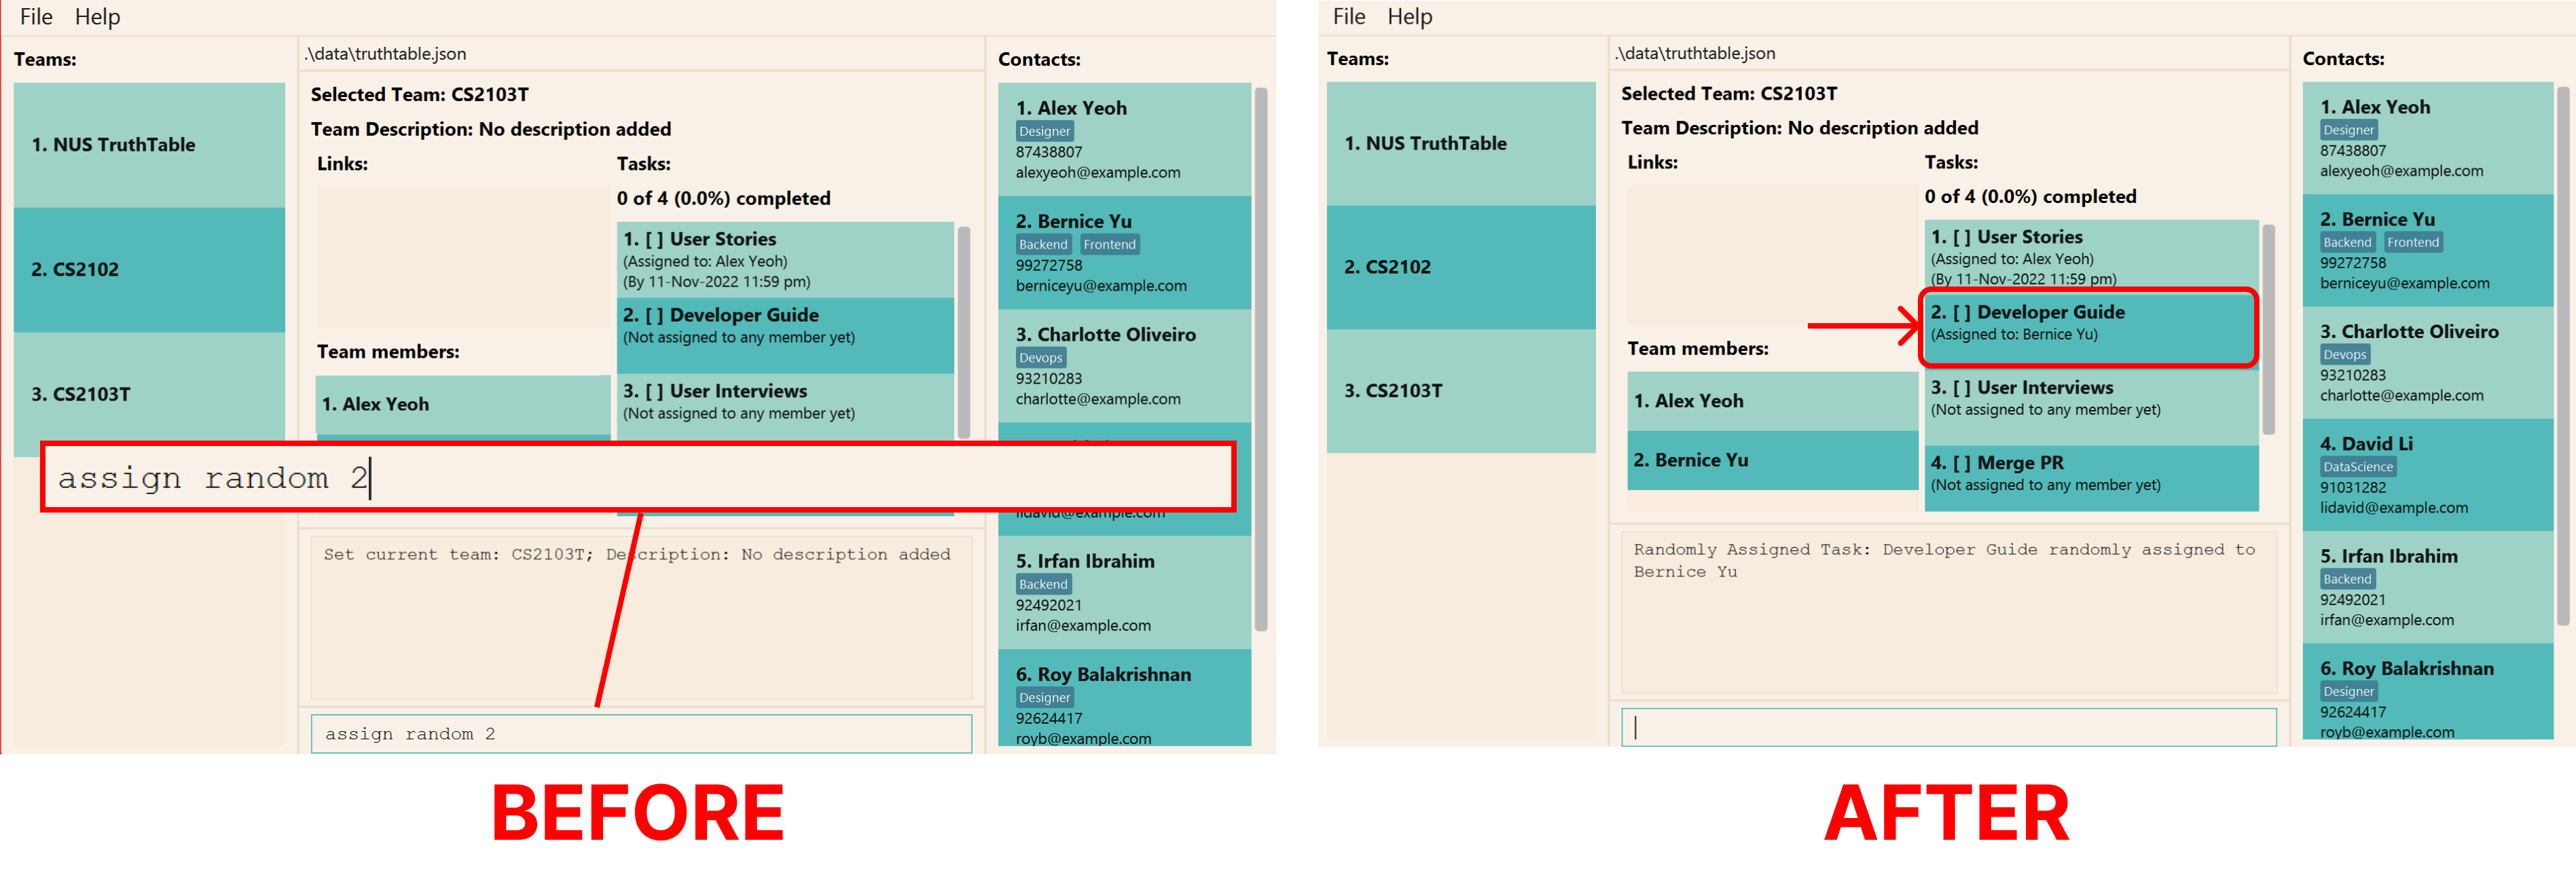 File Help
Teams:
1. NUS TruthTable
2. CS2102
3. CS2103T
.\data\truthtable.json
Selected Team: CS2103T
Team Description: No description added
Links:
Team members:
1. Alex Yeoh
Tasks:
0 of 4 (0.0%) completed
1. [ ] User Stories
(Assigned to: Alex Yeoh)
(By 11-Nov-2022 11:59 pm)
2. [ ] Developer Guide
(Not assigned to any member yet)
3. [ ] User Interviews
(Not assigned to any member yet)
assign random 2
Set current team: CS2103T; Description: No description added
assign random 2
Contacts:
1. Alex Yeoh
Designer
87438807
alexyeoh@example.com
2. Bernice Yu
Backend Frontend
99272758
berniceyu@example.com
3. Charlotte Oliveiro
Devops
93210283
charlotte@example.com
lidavid@example.com
5. Irfan Ibrahim
Backend
92492021
irfan@example.com
6. Roy Balakrishnan
Designer
92624417
royb@example.com
BEFORE
File Help
Teams:
1. NUS TruthTable
2. CS2102
3. CS2103T
.\data\truthtable.json
Selected Team: CS2103T
Team Description: No description added
Links:
Team members:
1. Alex Yeoh
2. Bernice Yu
Tasks:
0 of 4 (0.0%) completed
1. [ ] User Stories
(Assigned to: Alex Yeoh)
(By 11-Nov-2022 11:59 pm)
2. [ ] Developer Guide
(Assigned to: Bernice Yu)
3. [ ] User Interviews
(Not assigned to any member yet)
4. [ ] Merge PR
(Not assigned to any member yet)
Randomly Assigned Task: Developer Guide randomly assigned to
Bernice Yu
Contacts:
1. Alex Yeoh
Designer
87438807
alexyeoh@example.com
2. Bernice Yu
Backend Frontend
99272758
berniceyu@example.com
3. Charlotte Oliveiro
Devops
93210283
charlotte@example.com
4. David Li
DataScience
91031282
lidavid@example.com
5. Irfan Ibrahim
Backend
92492021
irfan@example.com
6. Roy Balakrishnan
Designer
92624417
royb@example.com
AFTER